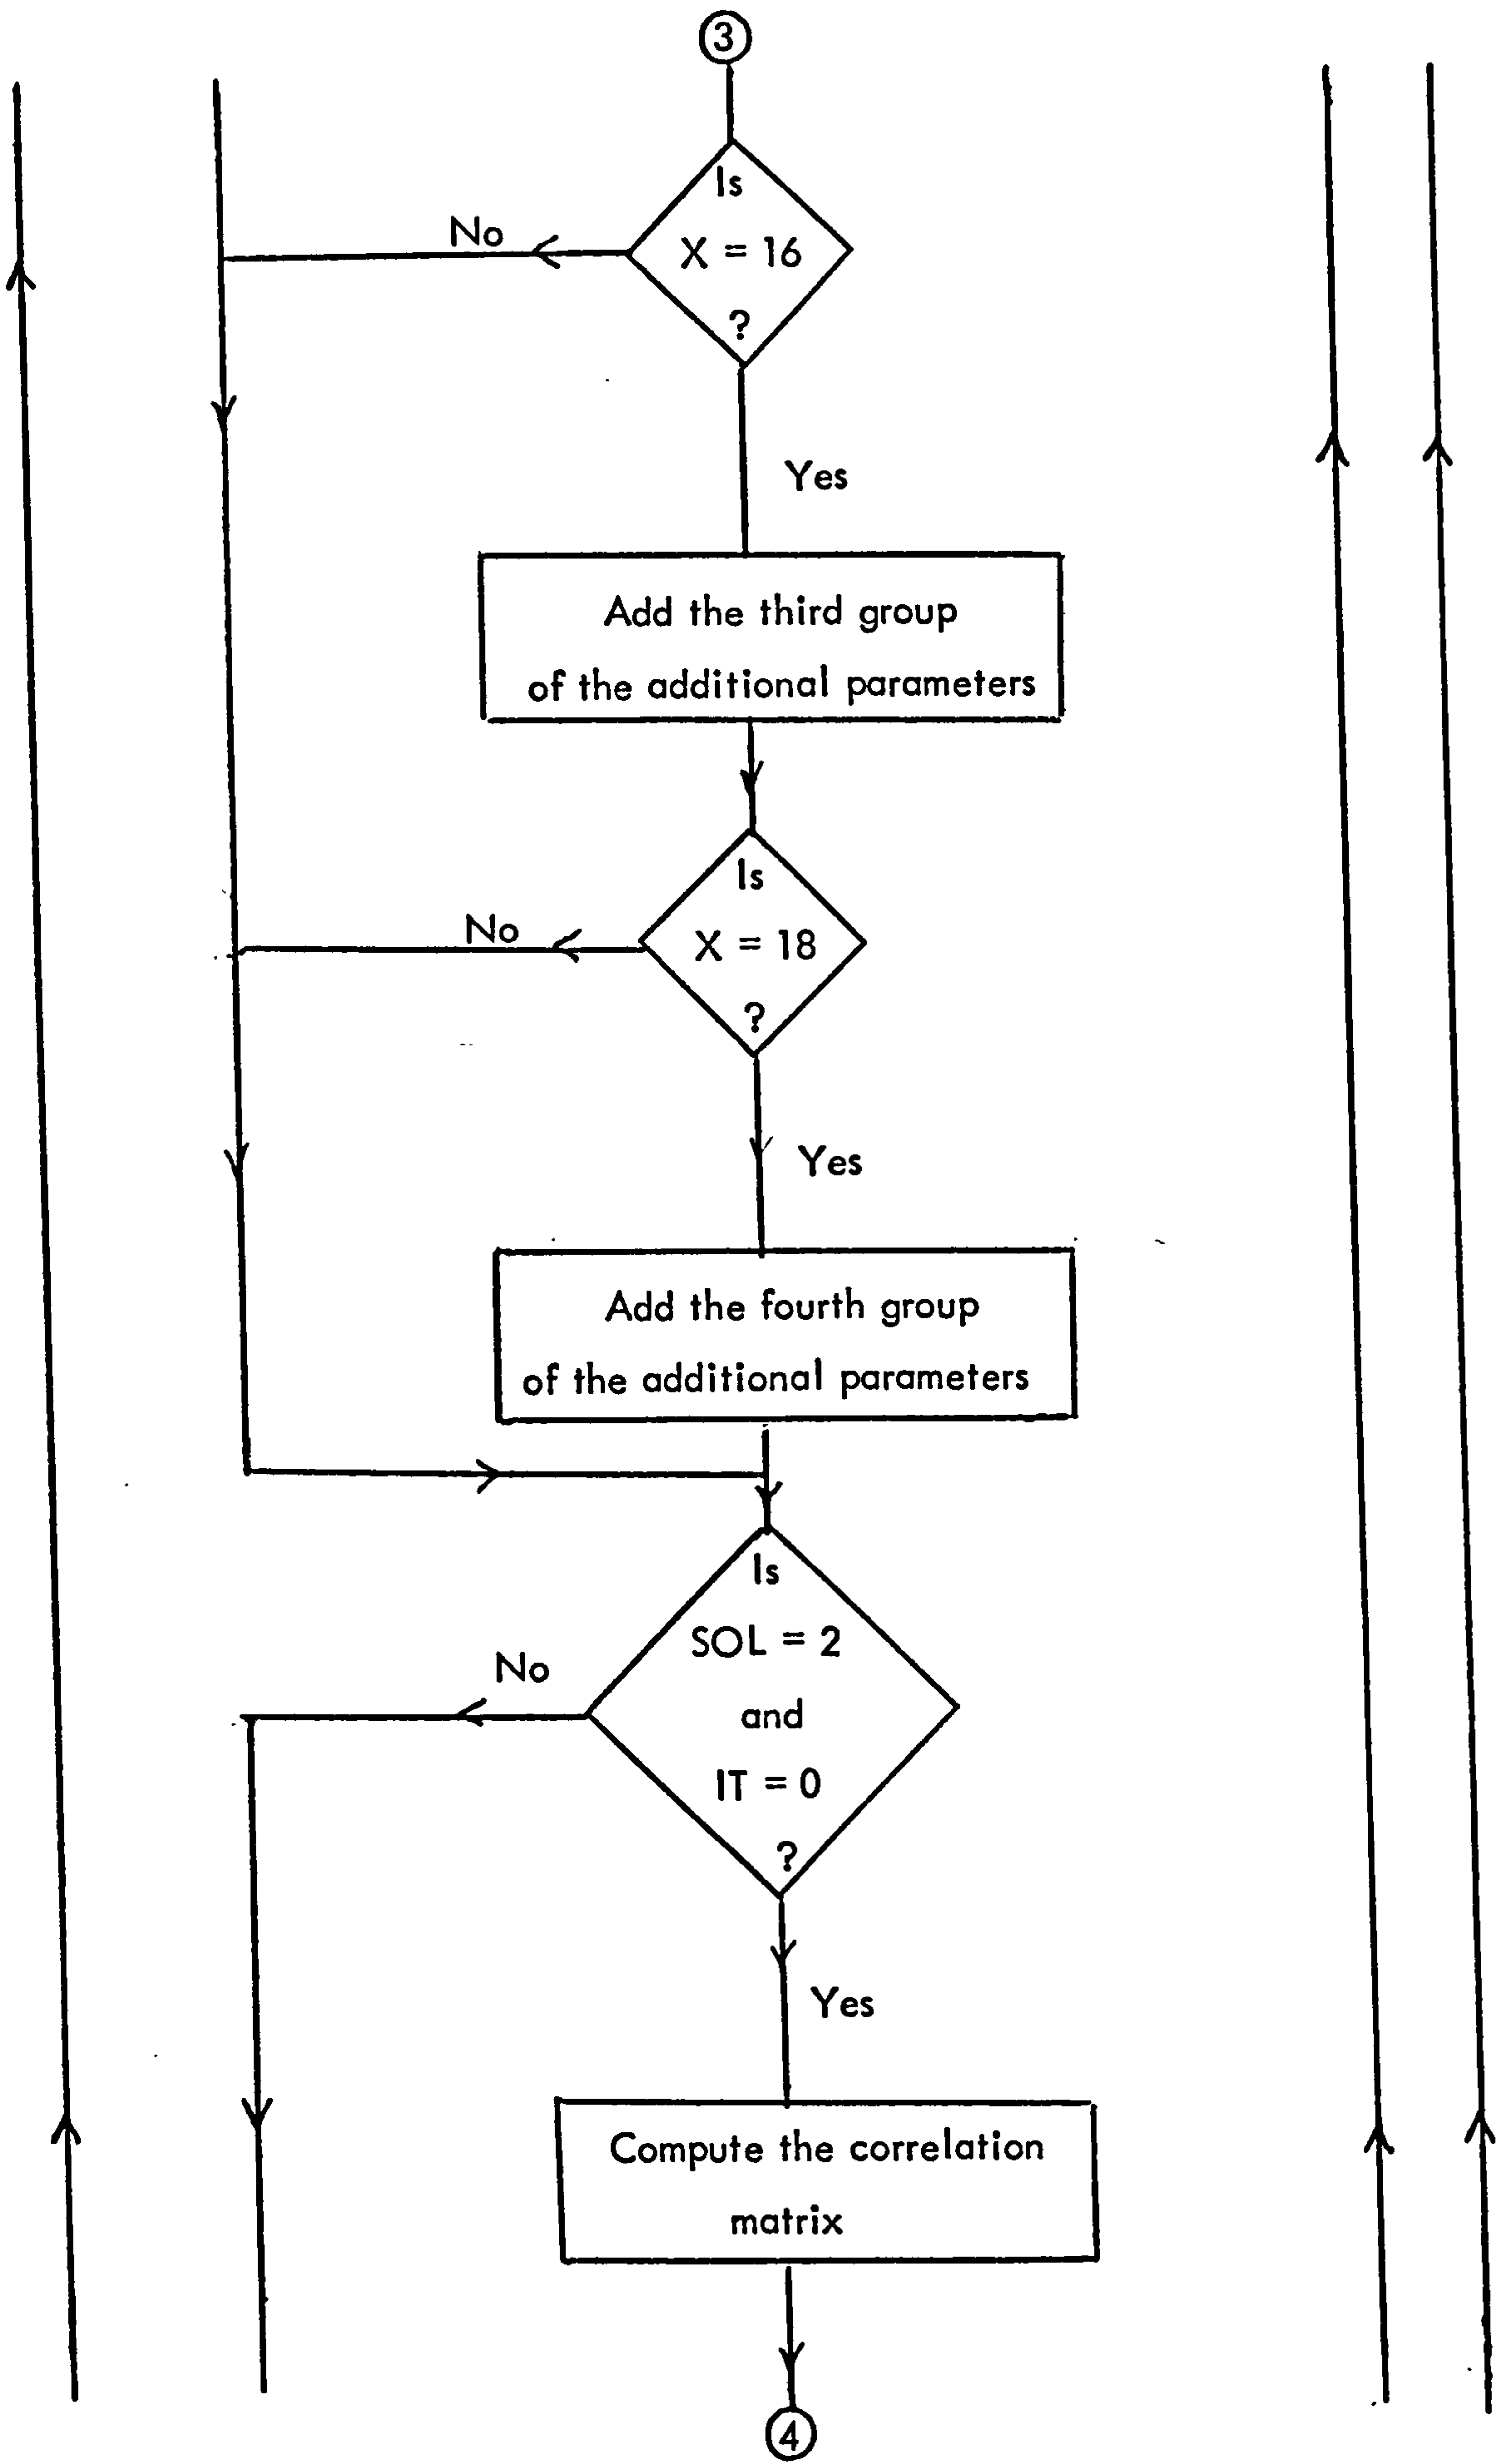 3
Is
X = 16
?
No
Yes
Add the third group
of the additional parameters
Is
X = 18
?
No
Yes
Add the fourth group
of the additional parameters
Is
SOL = 2
and
IT = 0
?
No
Yes
Compute the correlation
matrix
4